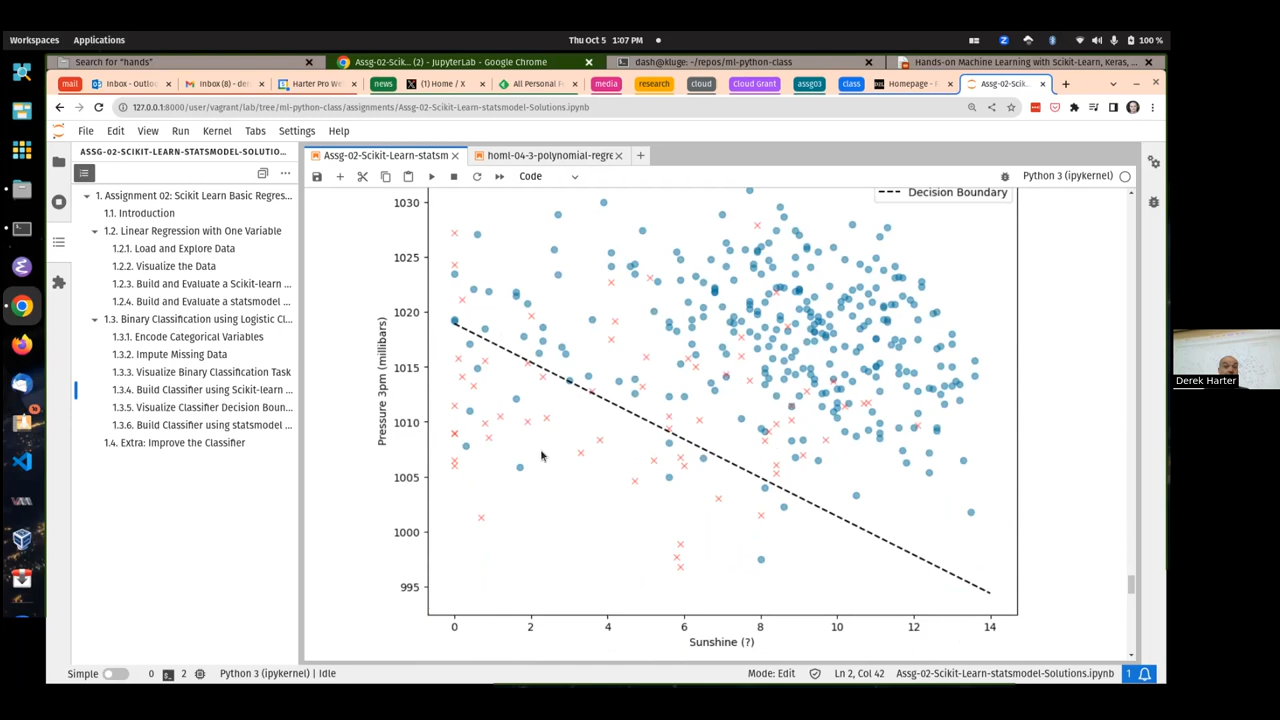 Workspaces Applications Thu Oct 5 1:07 PM 100 %
Search for "hands" × Assg-02-Scik... (2) - JupyterLab - Google Chrome × dash@kluge: ~/repos/ml-python-class × Hands-on Machine Learning with Scikit-Learn, Keras, ... ×
mail Inbox - Outloo Inbox (8) - der Harter Pro We news (1) Home / X × All Personal F media research cloud Cloud Grant assg03 class Homepage - F Assg-02-Scik ×
127.0.0.1:8000/user/vagrant/lab/tree/ml-python-class/assignments/Assg-02-Scikit-Learn-statsmodel-Solutions.ipynb
File Edit View Run Kernel Tabs Settings Help
ASSG-02-SCIKIT-LEARN-STATSMODEL-SOLUTIO...
Assg-02-Scikit-Learn-statsm ×
homl-04-3-polynomial-regre ×
Code
Python 3 (ipykernel)
1. Assignment 02: Scikit Learn Basic Regres...
1.1. Introduction
1.2. Linear Regression with One Variable
1.2.1. Load and Explore Data
1.2.2. Visualize the Data
1.2.3. Build and Evaluate a Scikit-learn ...
1.2.4. Build and Evaluate a statsmodel ...
1.3. Binary Classification using Logistic Cl...
1.3.1. Encode Categorical Variables
1.3.2. Impute Missing Data
1.3.3. Visualize Binary Classification Task
1.3.4. Build Classifier using Scikit-learn ...
1.3.5. Visualize Classifier Decision Boun...
1.3.6. Build Classifier using statsmodel ...
1.4. Extra: Improve the Classifier
Decision Boundary
1030
1025
1020
1015
1010
1005
1000
995
Pressure 3pm (millibars)
0 2 4 6 8 10 12 14
Sunshine (?)
Derek Harter
Simple 0 2 Python 3 (ipykernel) | Idle
Mode: Edit Ln 2, Col 42 Assg-02-Scikit-Learn-statsmodel-Solutions.ipynb 1